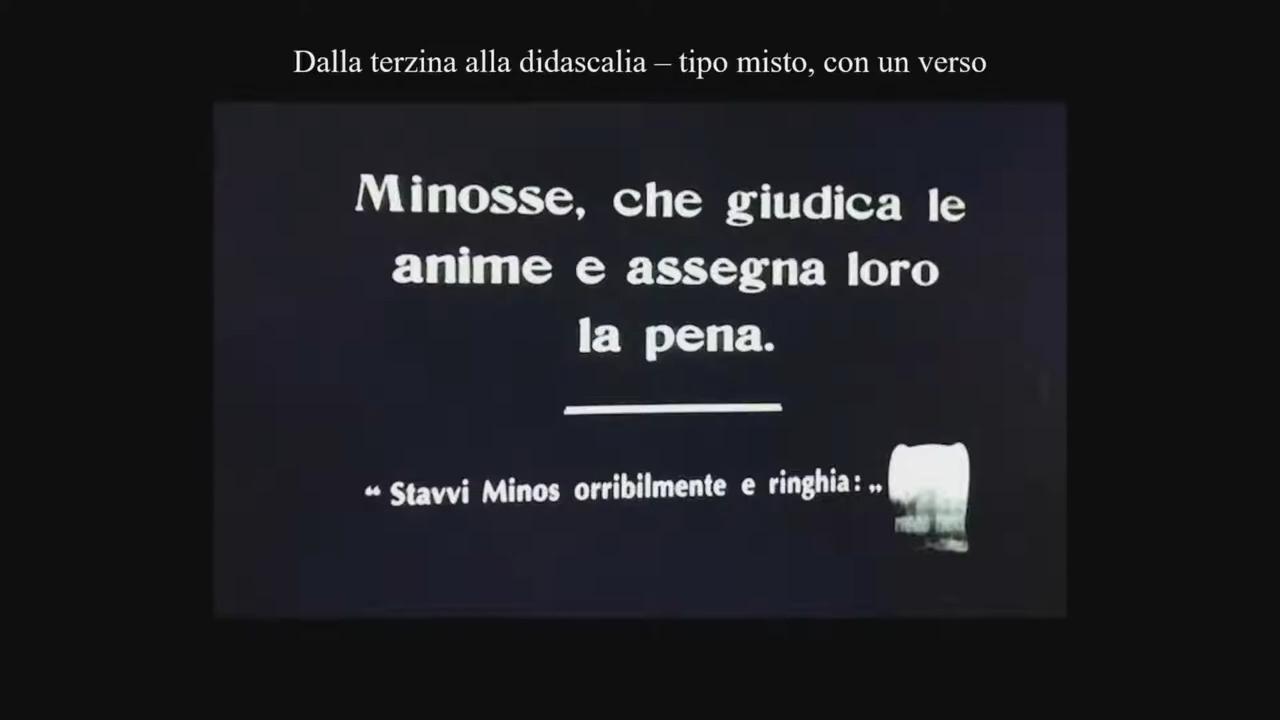 Dalla terzina alla didascalia – tipo misto, con un verso
Minosse, che giudica le
anime e assegna loro
la pena.
“ Stavvi Minos orribilmente e ringhia: „